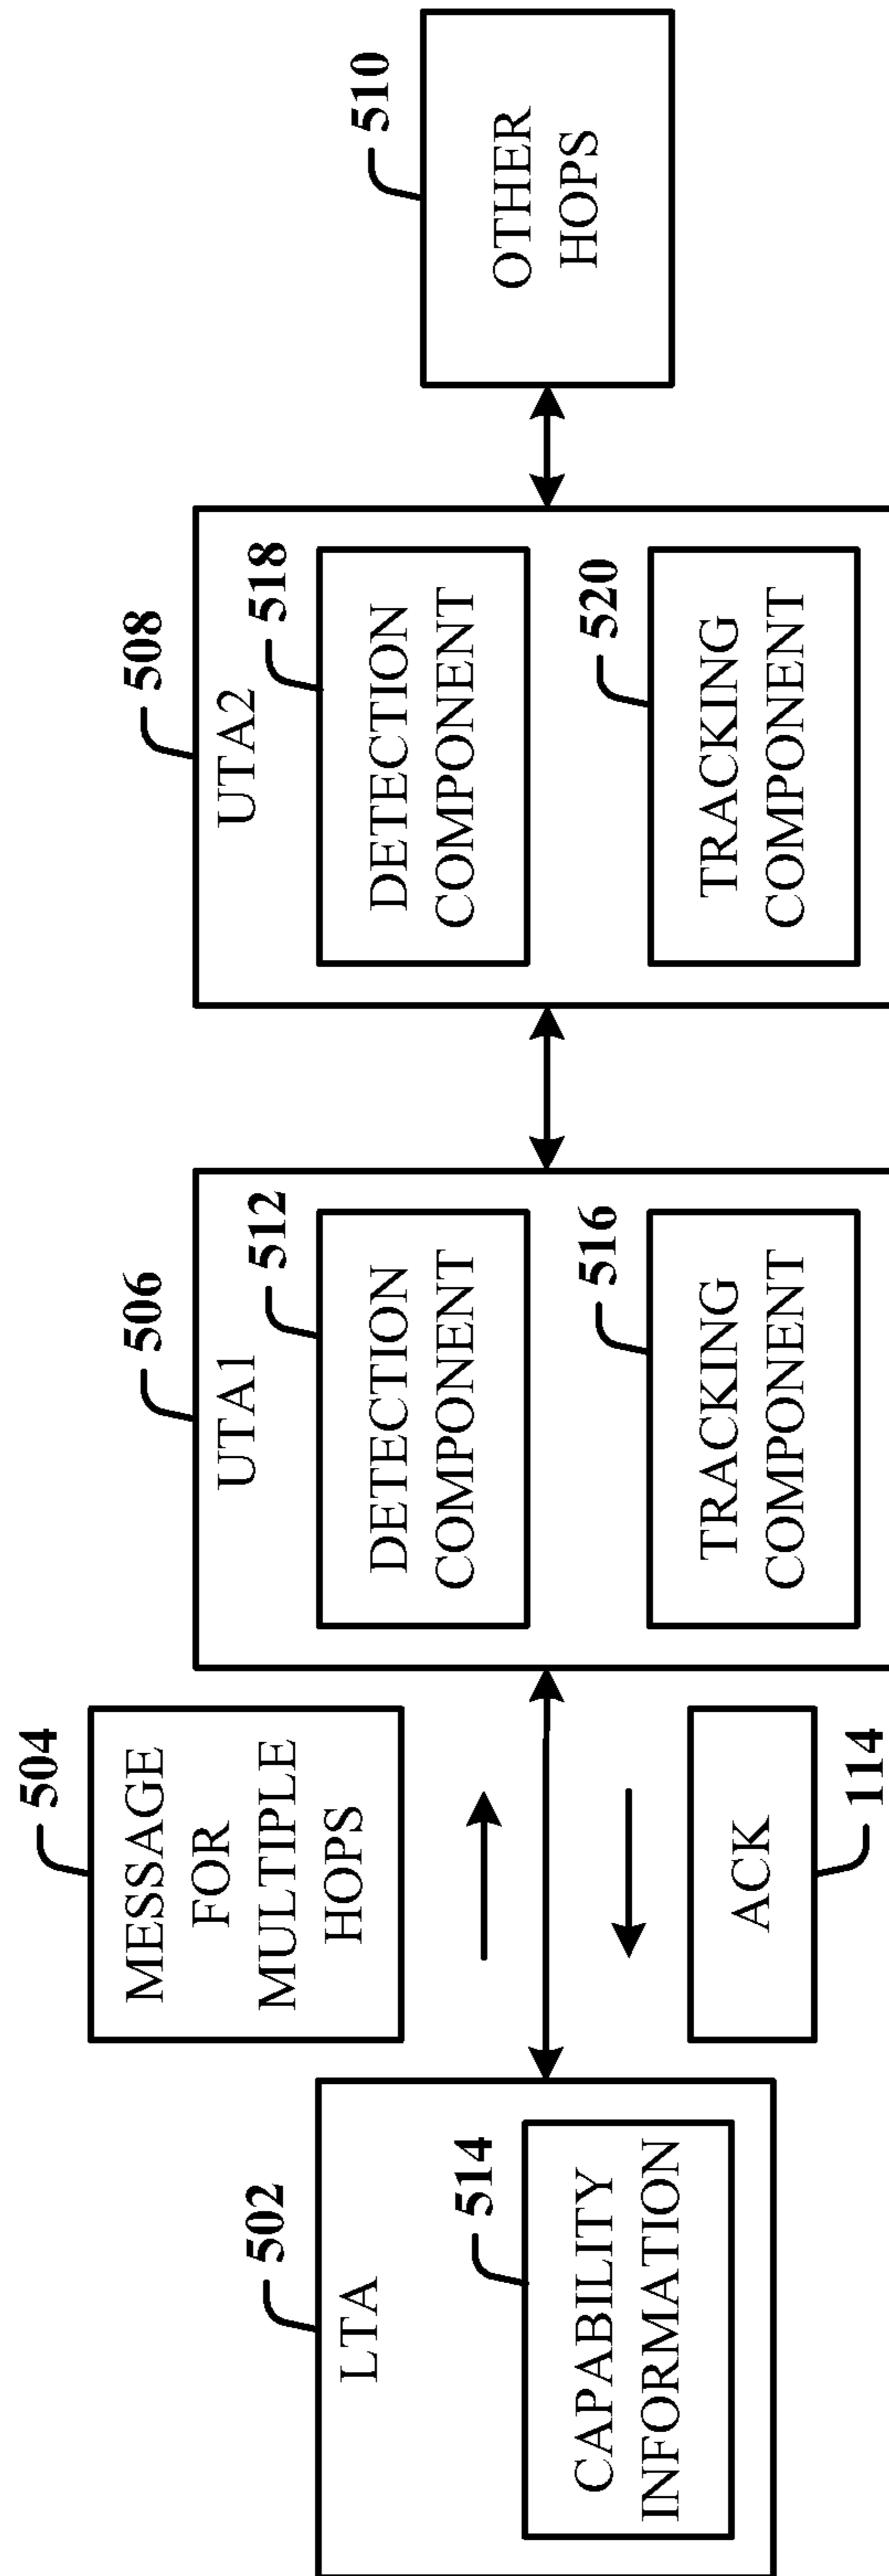 502
LTA
514
CAPABILITY
INFORMATION
504
MESSAGE
FOR
MULTIPLE
HOPS
ACK
114
506
UTA1
512
DETECTION
COMPONENT
516
TRACKING
COMPONENT
508
UTA2
518
DETECTION
COMPONENT
520
TRACKING
COMPONENT
510
OTHER
HOPS